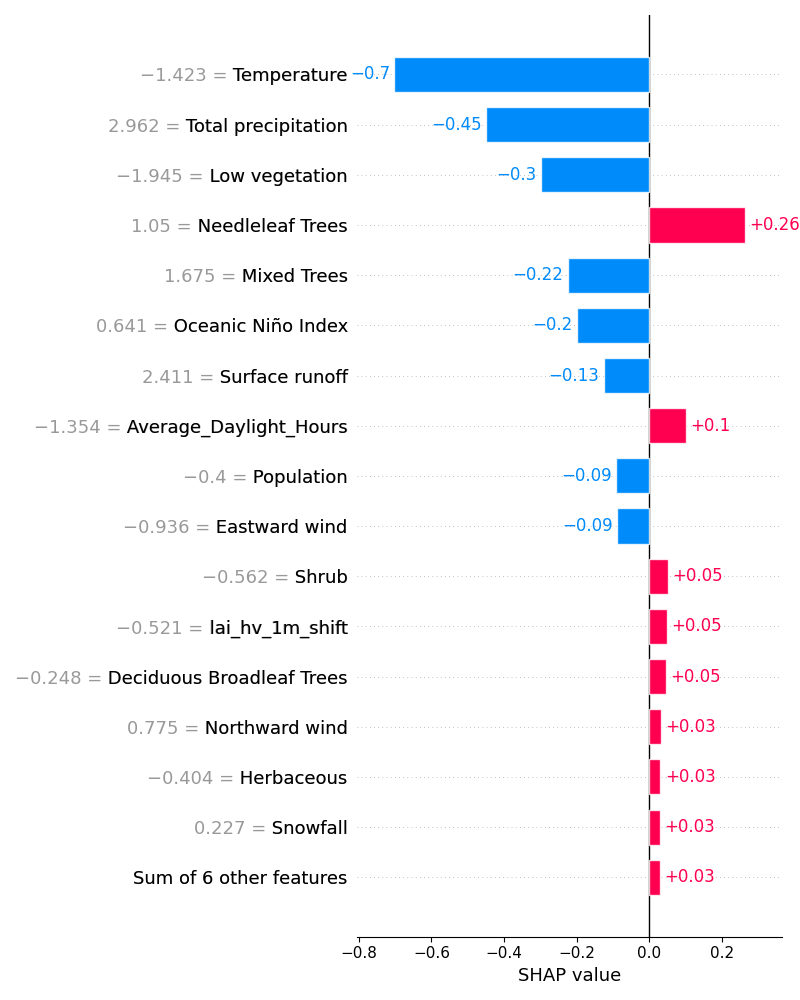 −1.423 = Temperature −0.7
2.962 = Total precipitation −0.45
−1.945 = Low vegetation −0.3
1.05 = Needleleaf Trees +0.26
1.675 = Mixed Trees −0.22
0.641 = Oceanic Niño Index −0.2
2.411 = Surface runoff −0.13
−1.354 = Average_Daylight_Hours +0.1
−0.4 = Population −0.09
−0.936 = Eastward wind −0.09
−0.562 = Shrub +0.05
−0.521 = lai_hv_1m_shift +0.05
−0.248 = Deciduous Broadleaf Trees +0.05
0.775 = Northward wind +0.03
−0.404 = Herbaceous +0.03
0.227 = Snowfall +0.03
Sum of 6 other features +0.03
−0.8 −0.6 −0.4 −0.2 0.0 0.2
SHAP value